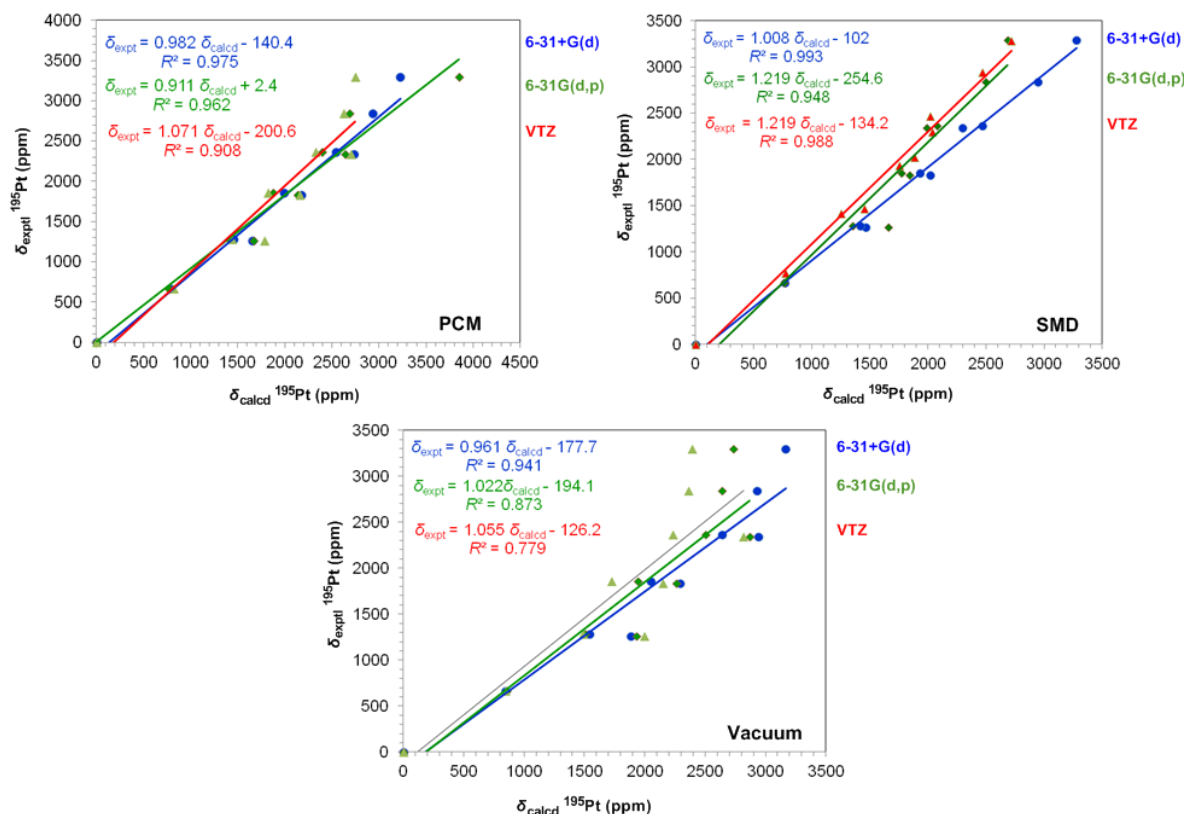 δexpt = 0.982 δcalcd - 140.4
R² = 0.975
δexpt = 0.911 δcalcd + 2.4
R² = 0.962
δexpt = 1.071 δcalcd - 200.6
R² = 0.908
6-31+G(d)
6-31G(d,p)
VTZ
4000
3500
3000
2500
2000
1500
1000
500
0
δexptl ¹⁹⁵Pt (ppm)
PCM
0 500 1000 1500 2000 2500 3000 3500 4000 4500
δcalcd ¹⁹⁵Pt (ppm)
δexpt = 1.008 δcalcd - 102
R² = 0.993
δexpt = 1.219 δcalcd - 254.6
R² = 0.948
δexpt = 1.219 δcalcd - 134.2
R² = 0.988
6-31+G(d)
6-31G(d,p)
VTZ
3500
3000
2500
2000
1500
1000
500
0
δexptl ¹⁹⁵Pt (ppm)
SMD
0 500 1000 1500 2000 2500 3000 3500
δcalcd ¹⁹⁵Pt (ppm)
δexpt = 0.961 δcalcd - 177.7
R² = 0.941
δexpt = 1.022δcalcd - 194.1
R² = 0.873
δexpt = 1.055 δcalcd - 126.2
R² = 0.779
6-31+G(d)
6-31G(d,p)
VTZ
3500
3000
2500
2000
1500
1000
500
0
δexptl ¹⁹⁵Pt (ppm)
Vacuum
0 500 1000 1500 2000 2500 3000 3500
δcalcd ¹⁹⁵Pt (ppm)